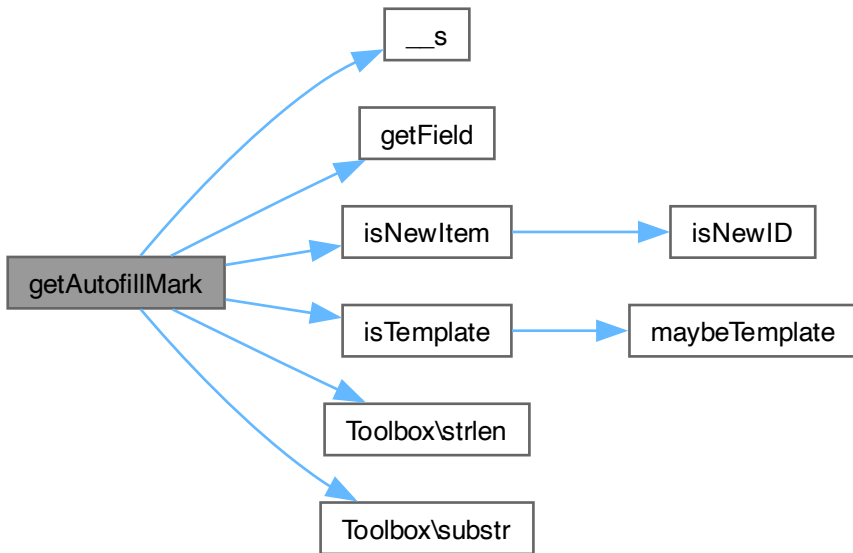 __s
getField
isNewItem
isNewID
getAutofillMark
isTemplate
maybeTemplate
Toolbox\strlen
Toolbox\substr